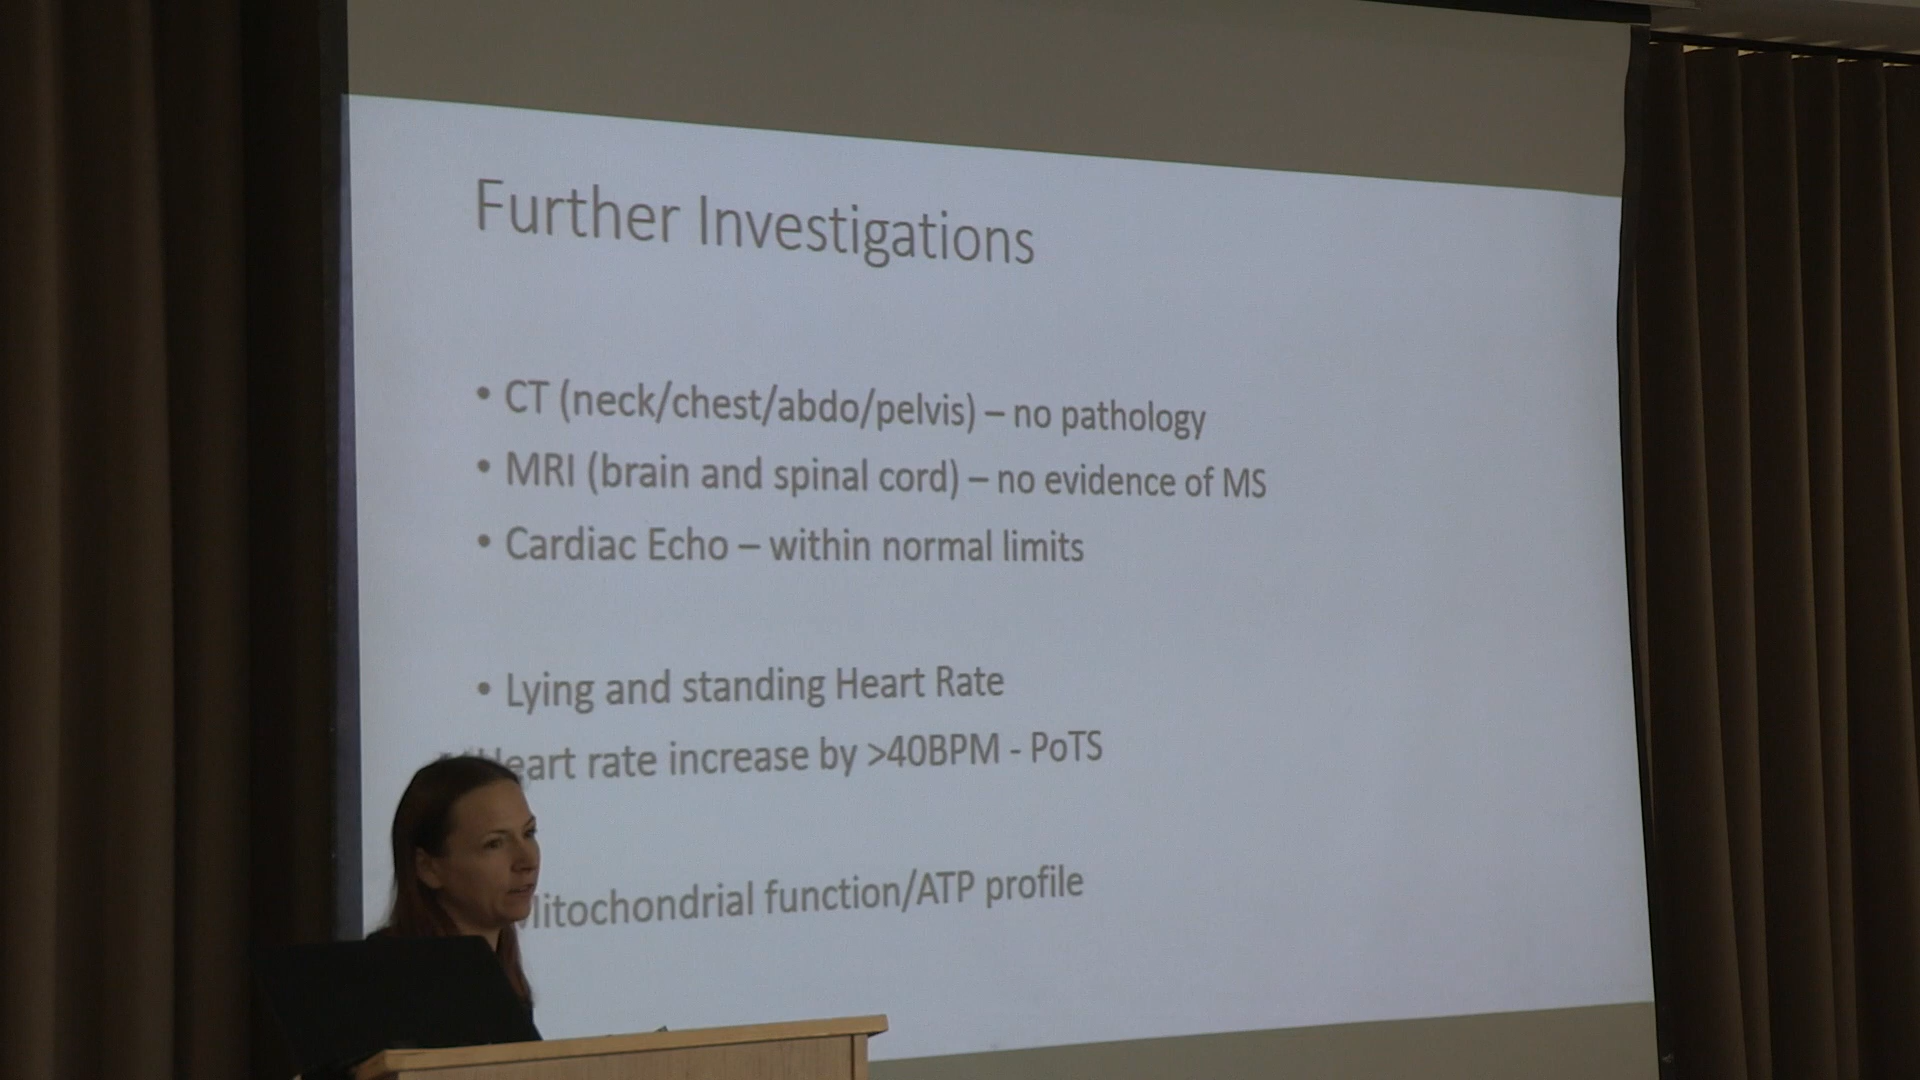 Further Investigations
• CT (neck/chest/abdo/pelvis) – no pathology
• MRI (brain and spinal cord) – no evidence of MS
• Cardiac Echo – within normal limits
• Lying and standing Heart Rate
Heart rate increase by >40BPM - PoTS
Mitochondrial function/ATP profile